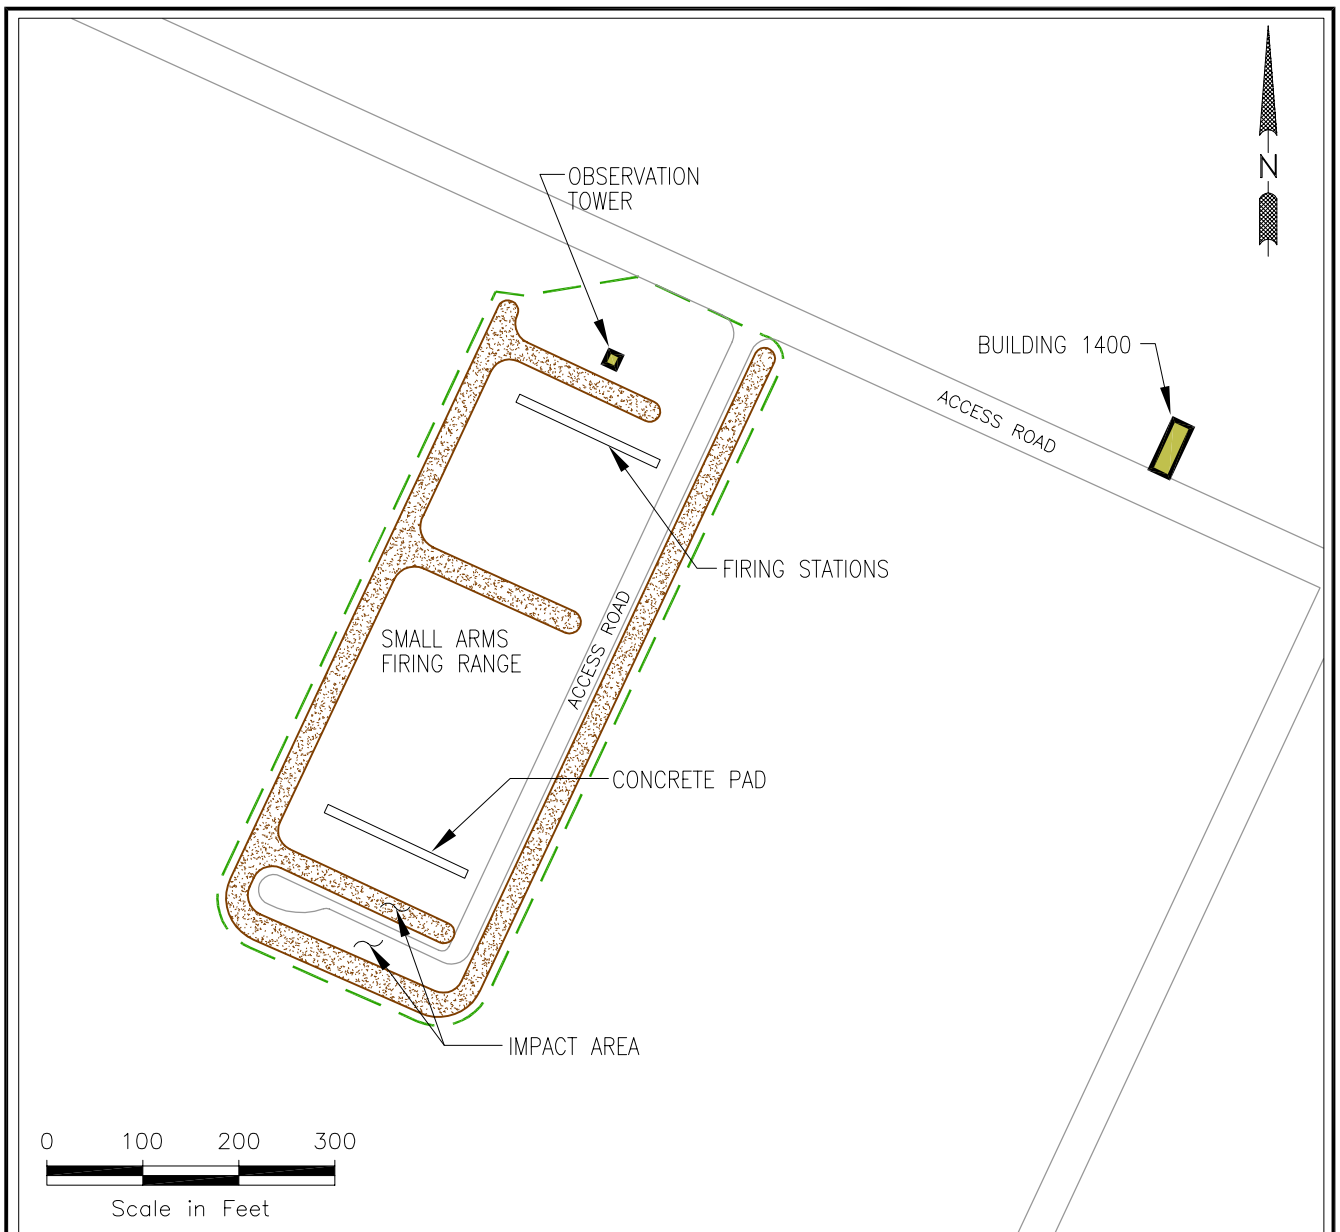 N
OBSERVATION
TOWER
BUILDING 1400
ACCESS ROAD
FIRING STATIONS
ACCESS ROAD
SMALL ARMS
FIRING RANGE
CONCRETE PAD
IMPACT AREA
0 100 200 300
Scale in Feet